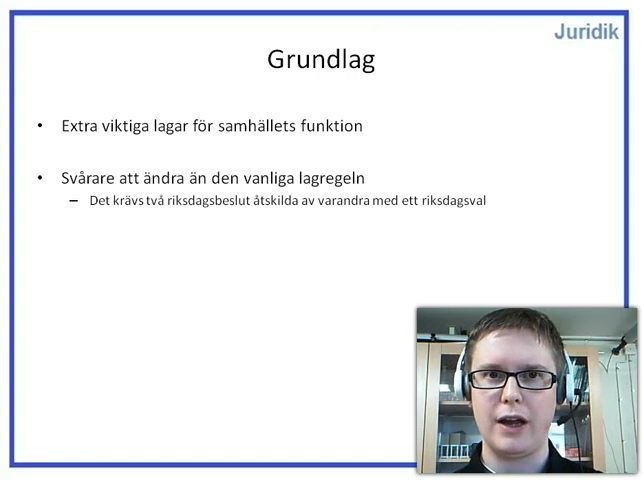 Juridik
Grundlag
• Extra viktiga lagar för samhällets funktion
• Svårare att ändra än den vanliga lagregeln
– Det krävs två riksdagsbeslut åtskilda av varandra med ett riksdagsval